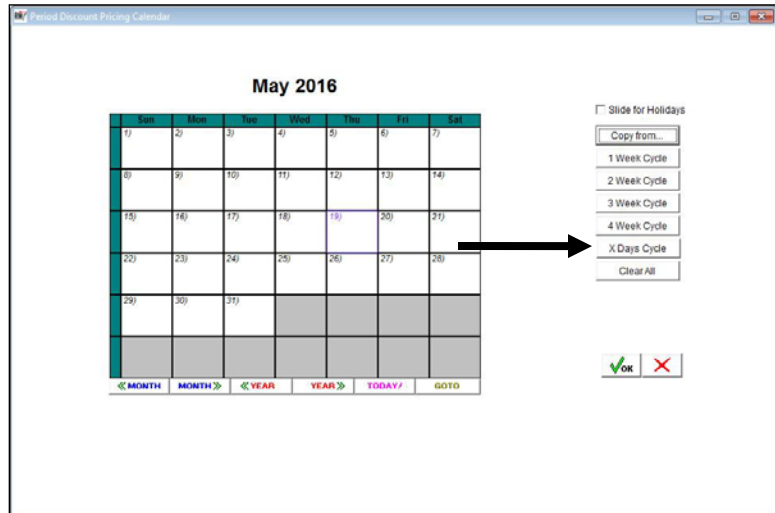 Period Discount Pricing Calendar
May 2016
Slide for Holidays
Sun Mon Tue Wed Thu Fri Sat
1) 2) 3) 4) 5) 6) 7)
8) 9) 10) 11) 12) 13) 14)
15) 16) 17) 18) 19) 20) 21)
22) 23) 24) 25) 26) 27) 28)
29) 30) 31)
Copy from...
1 Week Cycle
2 Week Cycle
3 Week Cycle
4 Week Cycle
X Days Cycle
Clear All
OK
MONTH MONTH YEAR YEAR TODAY! GOTO